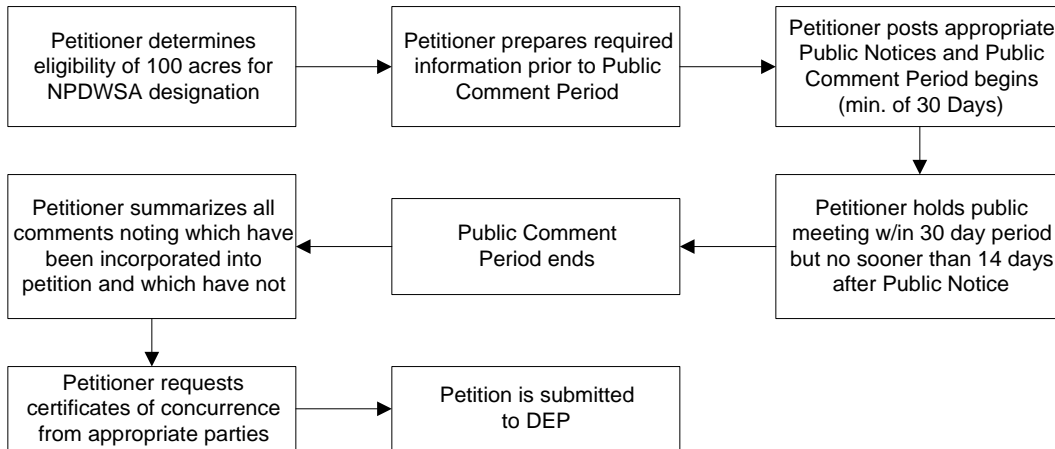 Petitioner determines
eligibility of 100 acres for
NPDWSA designation
Petitioner prepares required
information prior to Public
Comment Period
Petitioner posts appropriate
Public Notices and Public
Comment Period begins
(min. of 30 Days)
Petitioner holds public
meeting w/in 30 day period
but no sooner than 14 days
after Public Notice
Public Comment
Period ends
Petitioner summarizes all
comments noting which have
been incorporated into
petition and which have not
Petitioner requests
certificates of concurrence
from appropriate parties
Petition is submitted
to DEP